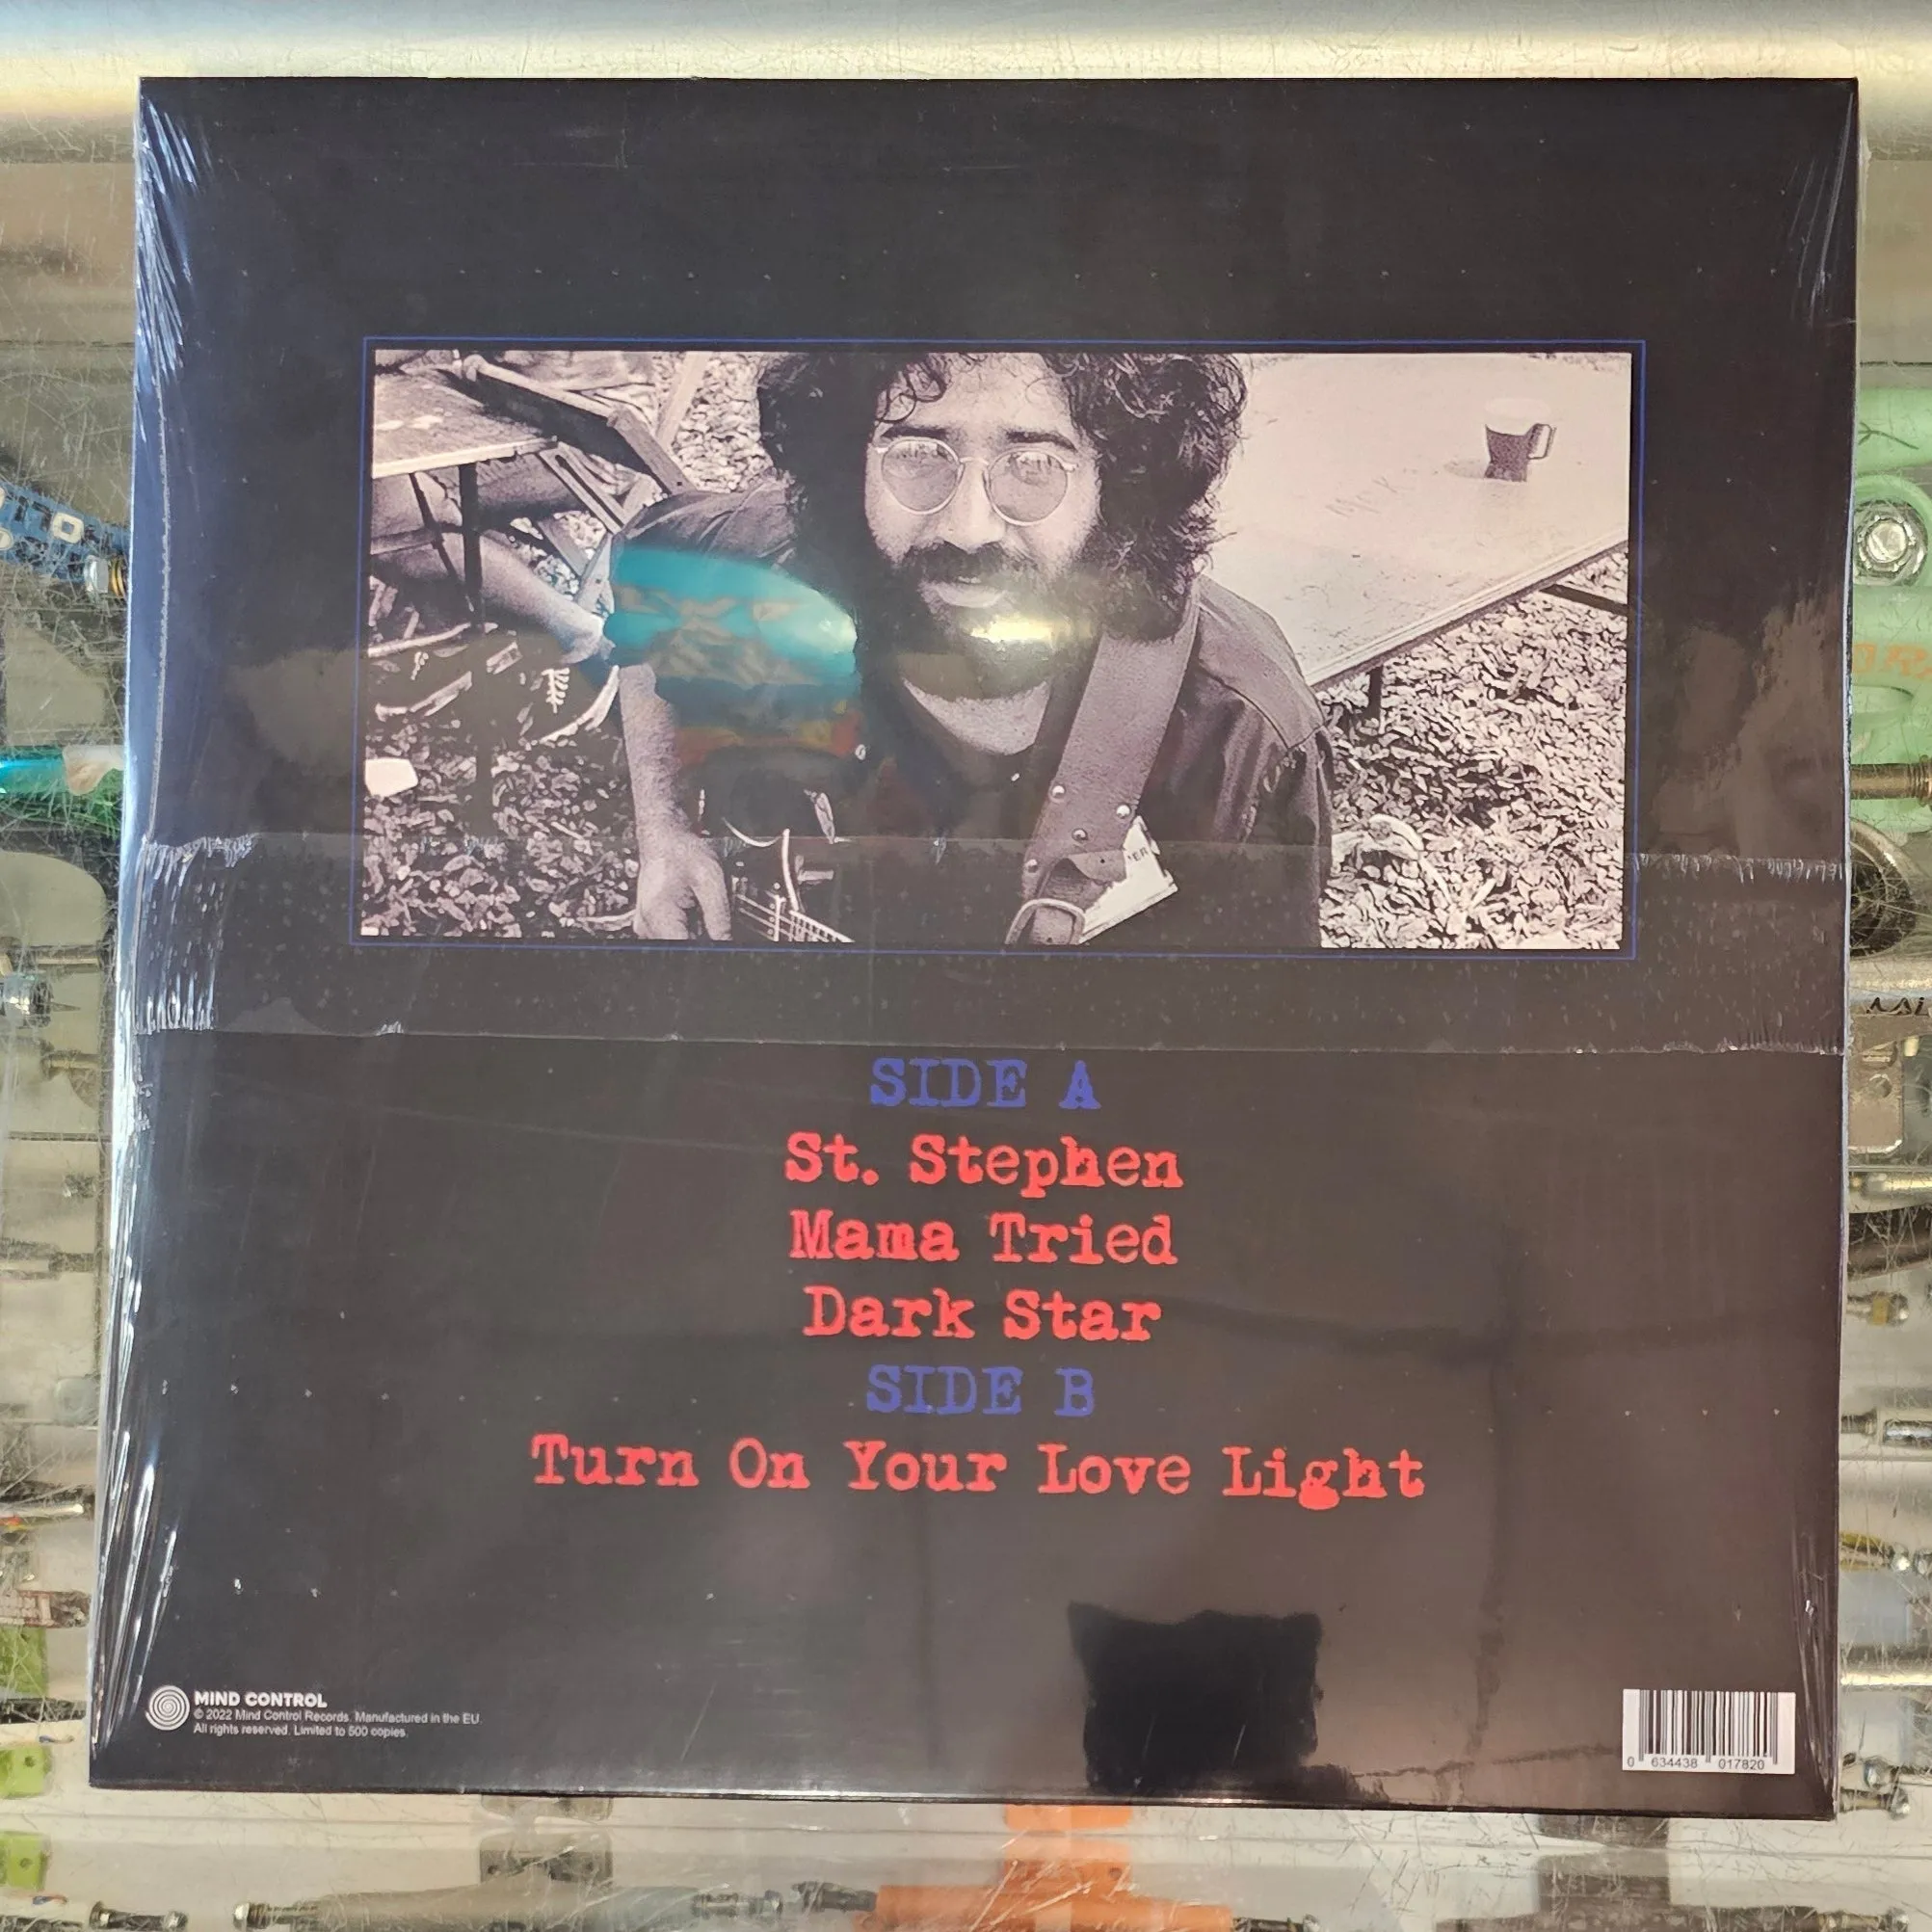 'ER
SIDE A
St. Stephen
Mama Tried
Dark Star
SIDE B
Turn On Your Love Light
MIND CONTROL
© 2022 Mind Control Records. Manufactured in the EU.
All rights reserved. Limited to 500 copies.
0 634438 017820